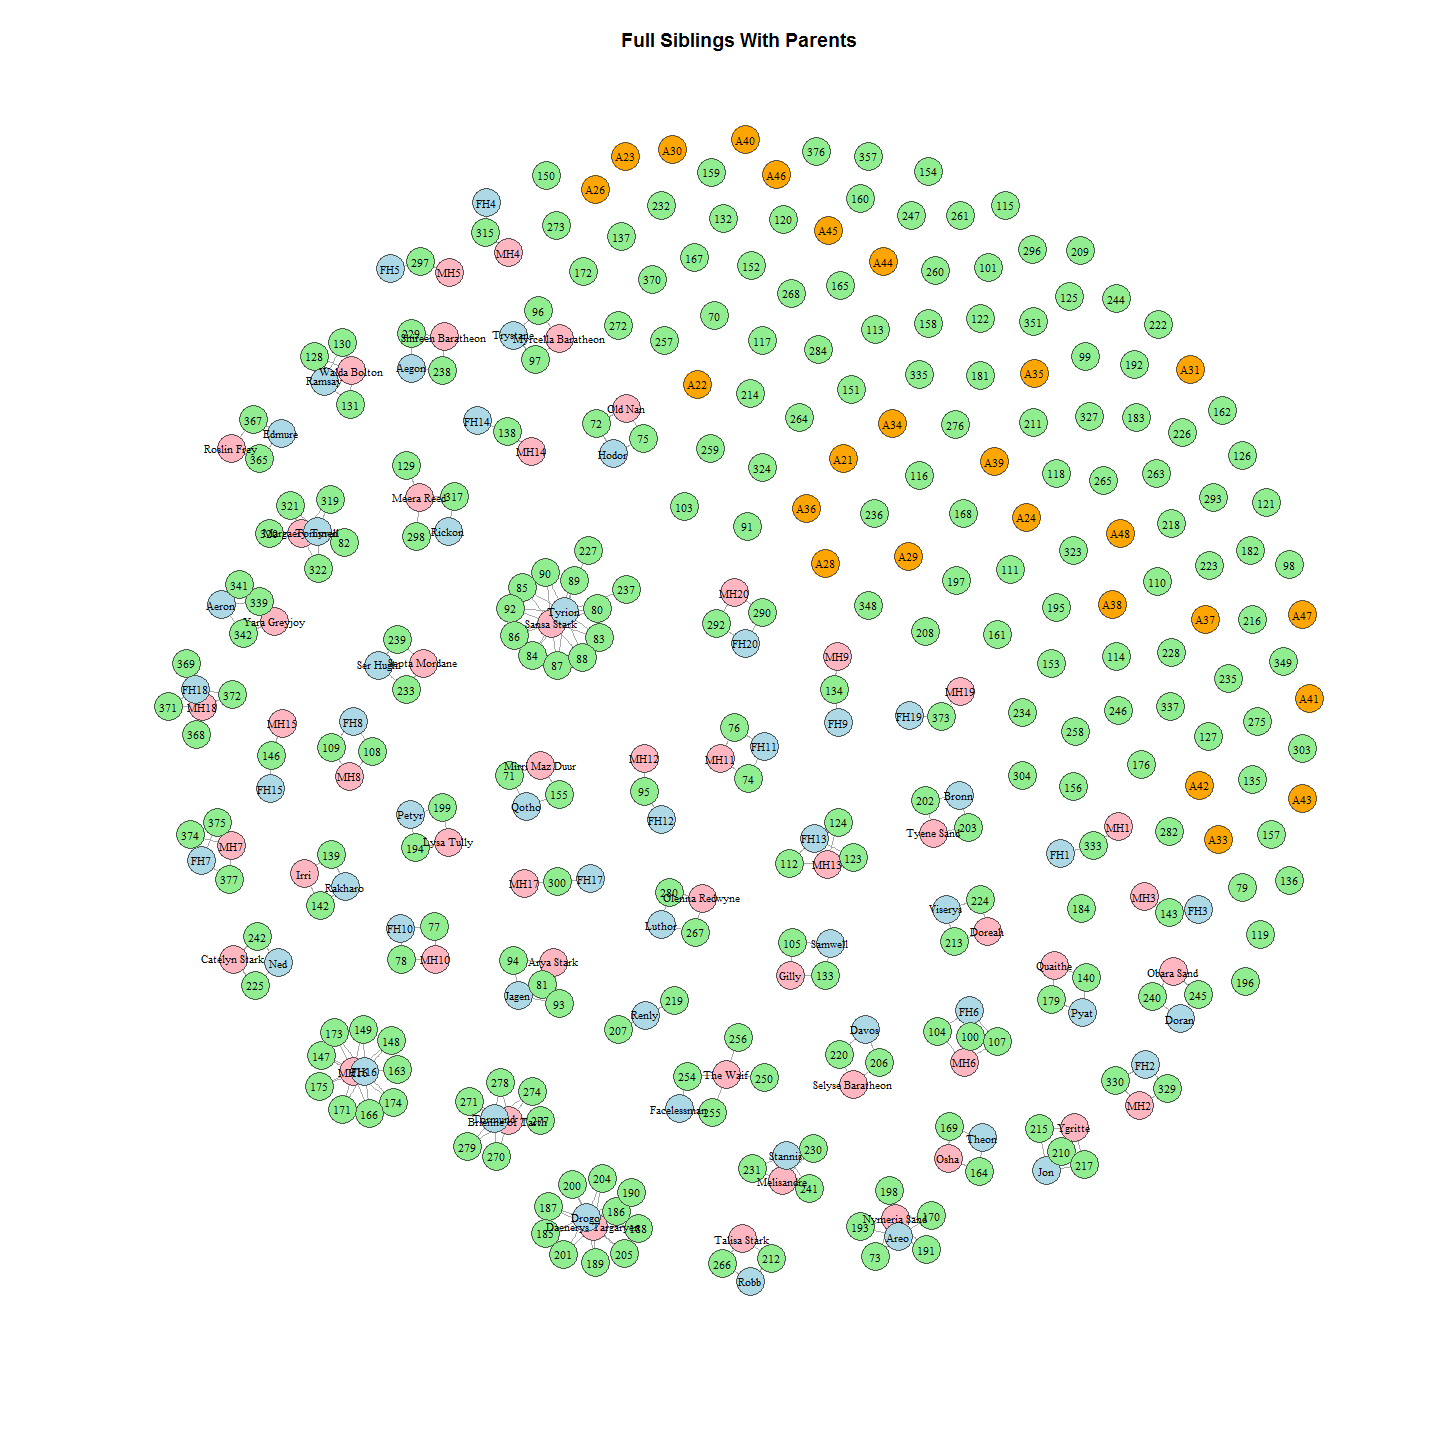 Full Siblings With Parents
A40
A23
A30
376
357
150
159
A46
154
A26
FH4
232
160
115
132
120
247
261
273
315
A45
137
MH4
296
209
167
A44
297
152
260
101
FH5
MH5
172
370
268
165
125
244
96
70
122
351
222
272
158
113
229
Trystane
Shireen Baratheon
Myrcella Baratheon
257
117
130
284
99
128
97
192
Aegon
238
Walda Bolton
335
181
A35
A31
Ramsay
A22
151
214
131
Old Nan
162
264
327
183
367
FH14
72
A34
276
211
138
226
Edmure
75
Roslin Frey
259
MH14
Hodor
126
365
A21
A39
129
324
116
118
263
265
Meera Reed
317
293
319
121
321
103
A36
236
168
A24
218
91
Rickon
A48
298
82
227
323
182
322
A28
A29
223
98
90
111
341
89
85
197
110
237
MH20
339
Aeron
92
80
Tyrion
290
348
195
A38
A47
Yara Greyjoy
292
Sansa Stark
A37
216
342
86
239
83
208
161
FH20
84
88
MH9
228
Ser Hugh
Septa Mordane
87
153
114
349
369
FH18
233
134
235
372
MH19
A41
371
MH18
FH19
373
234
246
337
MH15
FH8
FH9
258
275
368
76
127
109
108
FH11
303
146
MH12
MH11
Mirri Maz Duur
176
MH8
71
74
304
135
FH15
95
156
A42
155
Bronn
202
A43
Qotho
199
Petyr
375
FH12
124
203
MH1
374
Tyene Sand
282
157
FH13
A33
MH7
Lysa Tully
333
194
FH1
139
123
FH7
112
MH13
Irri
377
MH17
300
FH17
136
Rakharo
79
280
Olenna Redwyne
MH3
224
142
Viserys
184
143
FH3
FH10
77
Luthor
267
Doreah
242
119
213
105
Samwell
Catelyn Stark
Ned
78
MH10
94
Arya Stark
Quaithe
Gilly
133
Obara Sand
140
196
225
81
Jagen
93
240
245
179
219
Pyat
Renly
FH6
Doran
173
149
207
Davos
104
100
107
148
256
147
220
206
MH6
FH2
163
254
The Waif
250
330
329
175
FH16
278
Selyse Baratheon
174
271
274
MH2
171
166
Facelessman
255
Tormund
Brienne of Tarth
169
215
Ygritte
Theon
279
230
210
270
Stannis
Osha
217
231
164
Jon
200
204
Melisandre
241
190
198
187
186
Drogo
170
Nymeria Sand
193
Daenerys Targaryen
185
Areo
Talisa Stark
201
205
191
212
73
189
266
Robb